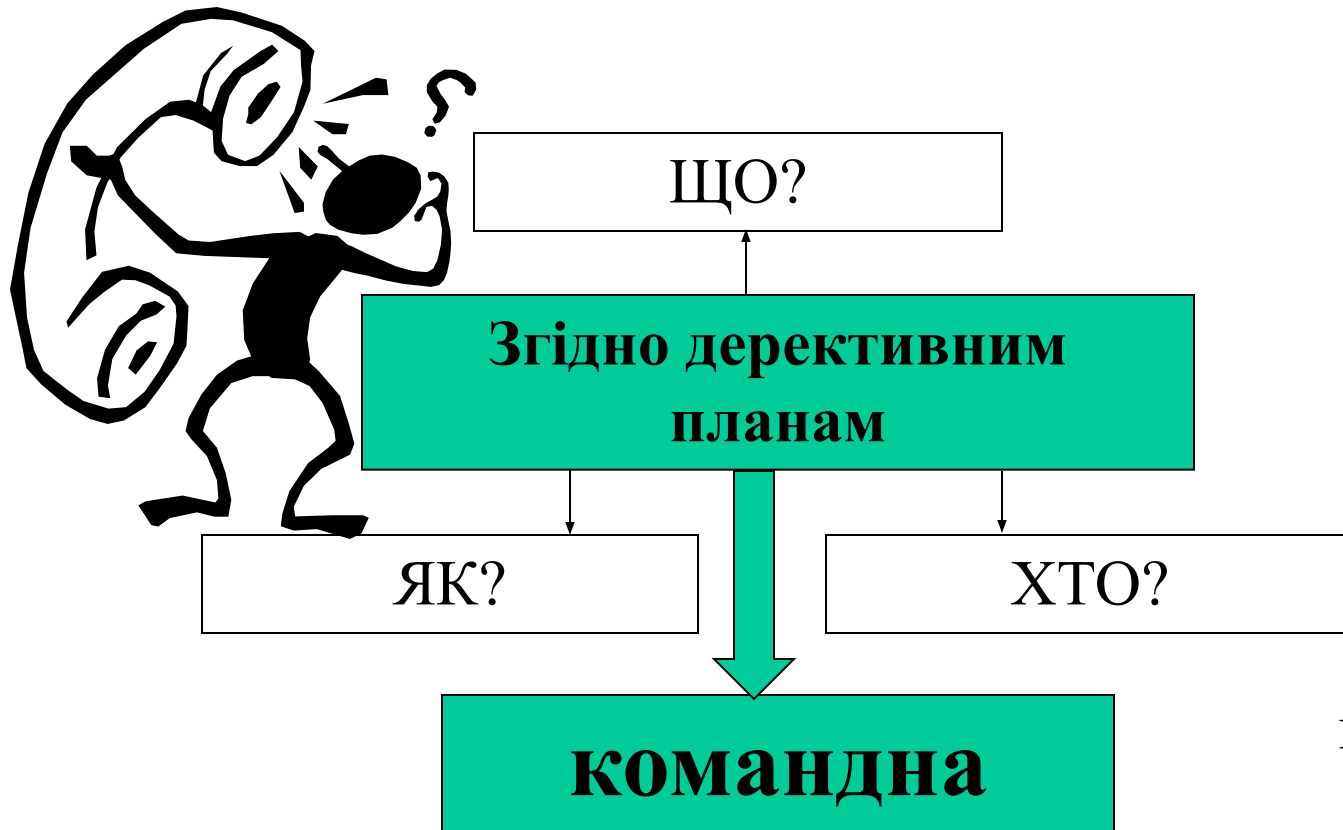 ?
ЩО?
Згідно дерективним
планам
ЯК?
ХТО?
командна